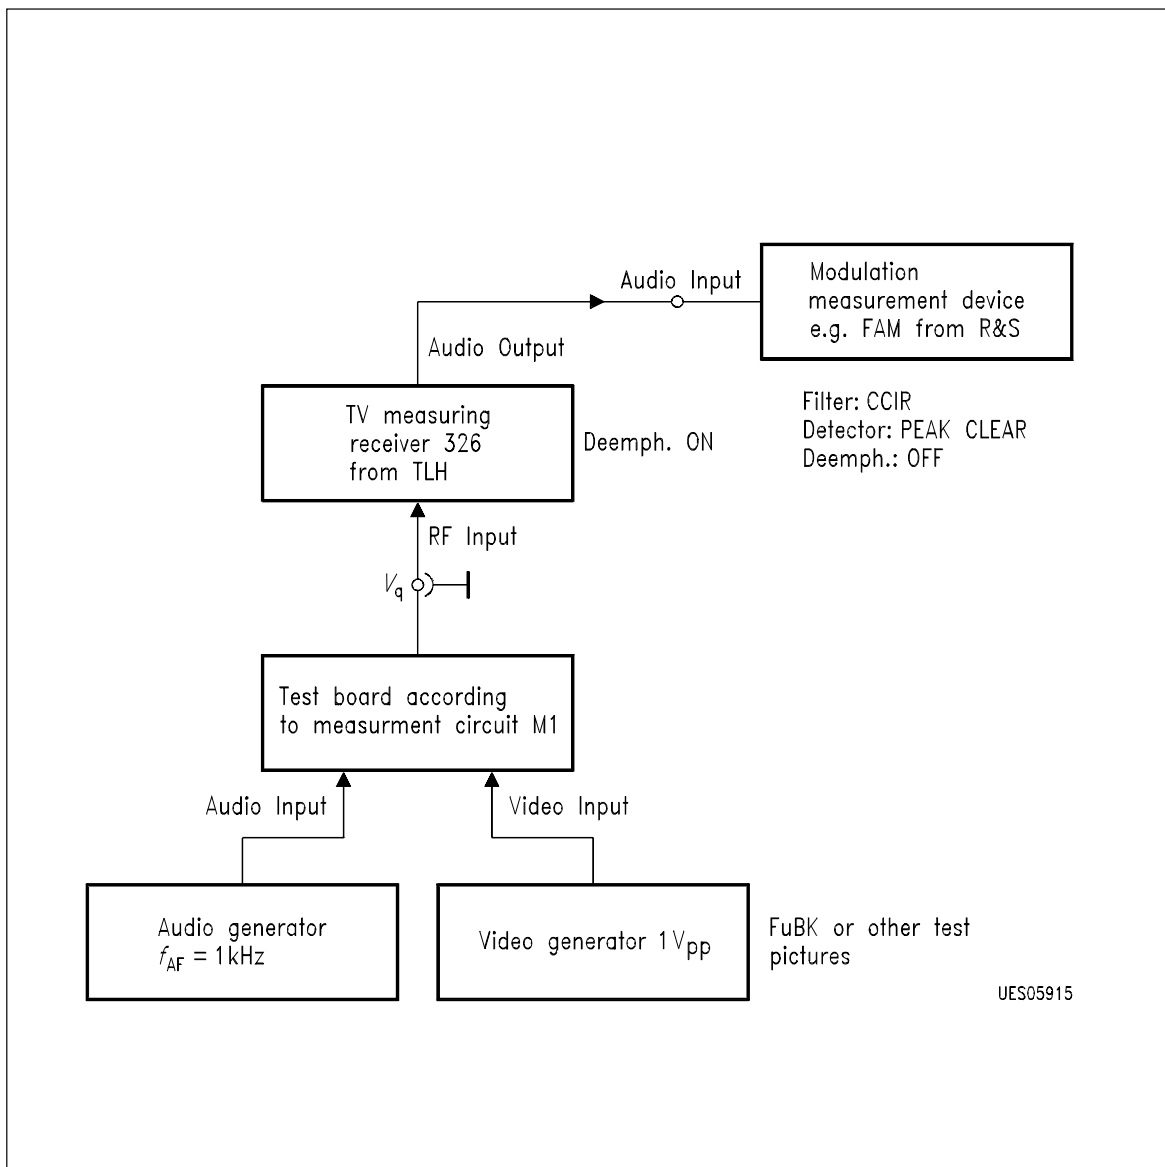 Audio Input
Modulation
measurement device
e.g. FAM from R&S
Audio Output
Filter: CCIR
Detector: PEAK CLEAR
Deemph.: OFF
TV measuring
receiver 326
from TLH
Deemph. ON
RF Input
Vq
Test board according
to measurment circuit M1
Audio Input
Video Input
Audio generator
fAF = 1kHz
Video generator 1Vpp
FuBK or other test
pictures
UES05915